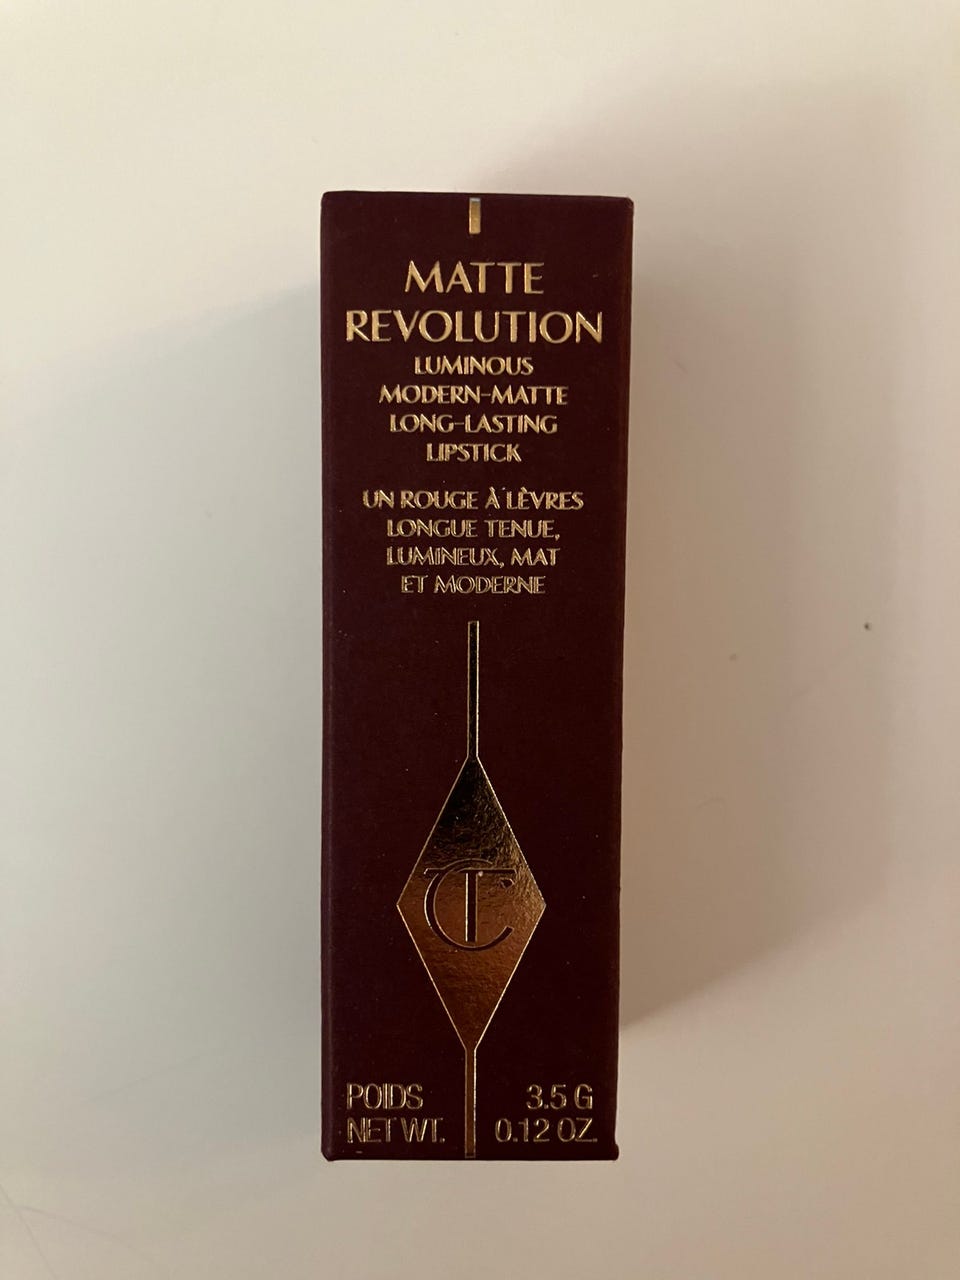 MATTE
REVOLUTION
LUMINOUS
MODERN-MATTE
LONG-LASTING
LIPSTICK
UN ROUGE À LÈVRES
LONGUE TENUE,
LUMINEUX, MAT
ET MODERNE
CT
POIDS 3.5 G
NET WT. 0.12 OZ.